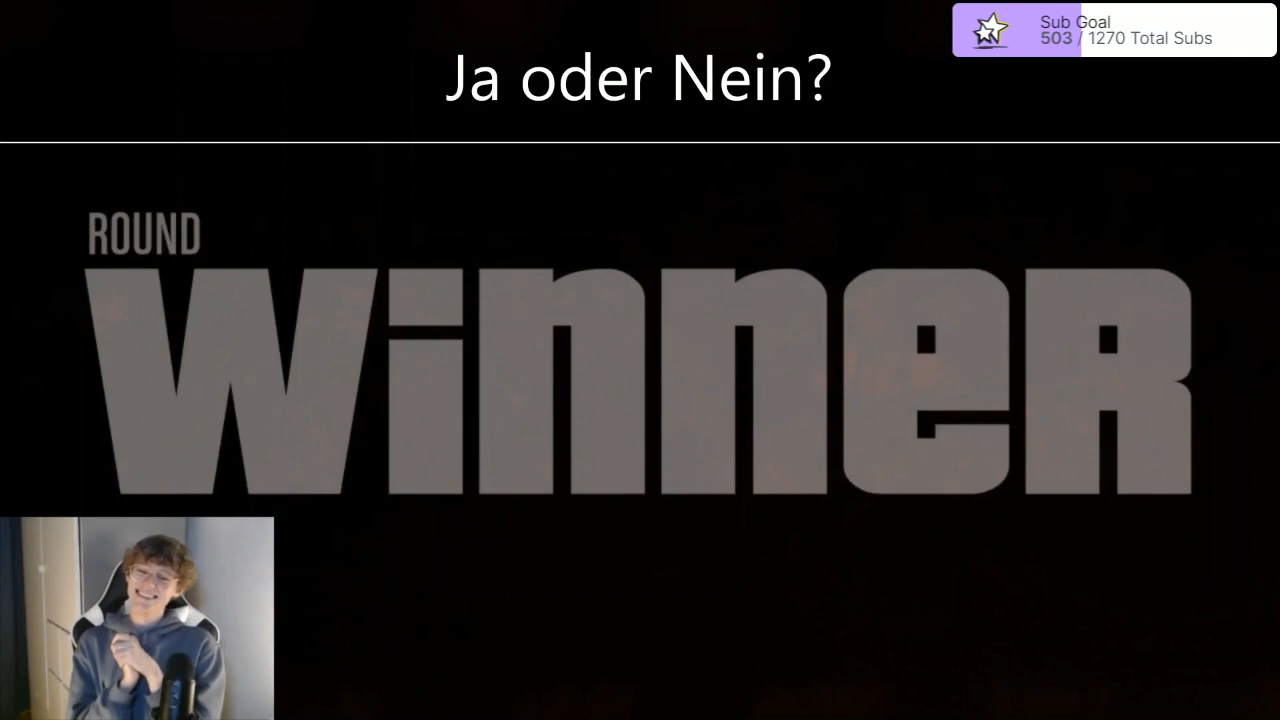 Sub Goal
503 / 1270 Total Subs
Ja oder Nein?
ROUND
WinneR